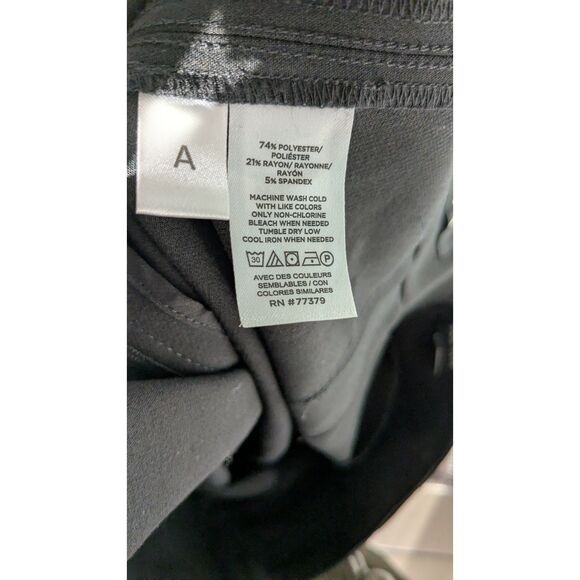 A
74% POLYESTER/
POLIÉSTER
21% RAYON/ RAYONNE/
RAYÓN
5% SPANDEX
MACHINE WASH COLD
WITH LIKE COLORS
ONLY NON-CHLORINE
BLEACH WHEN NEEDED
TUMBLE DRY LOW
COOL IRON WHEN NEEDED
30 P
AVEC DES COULEURS
SEMBLABLES / CON
COLORES SIMILARES
RN #77379